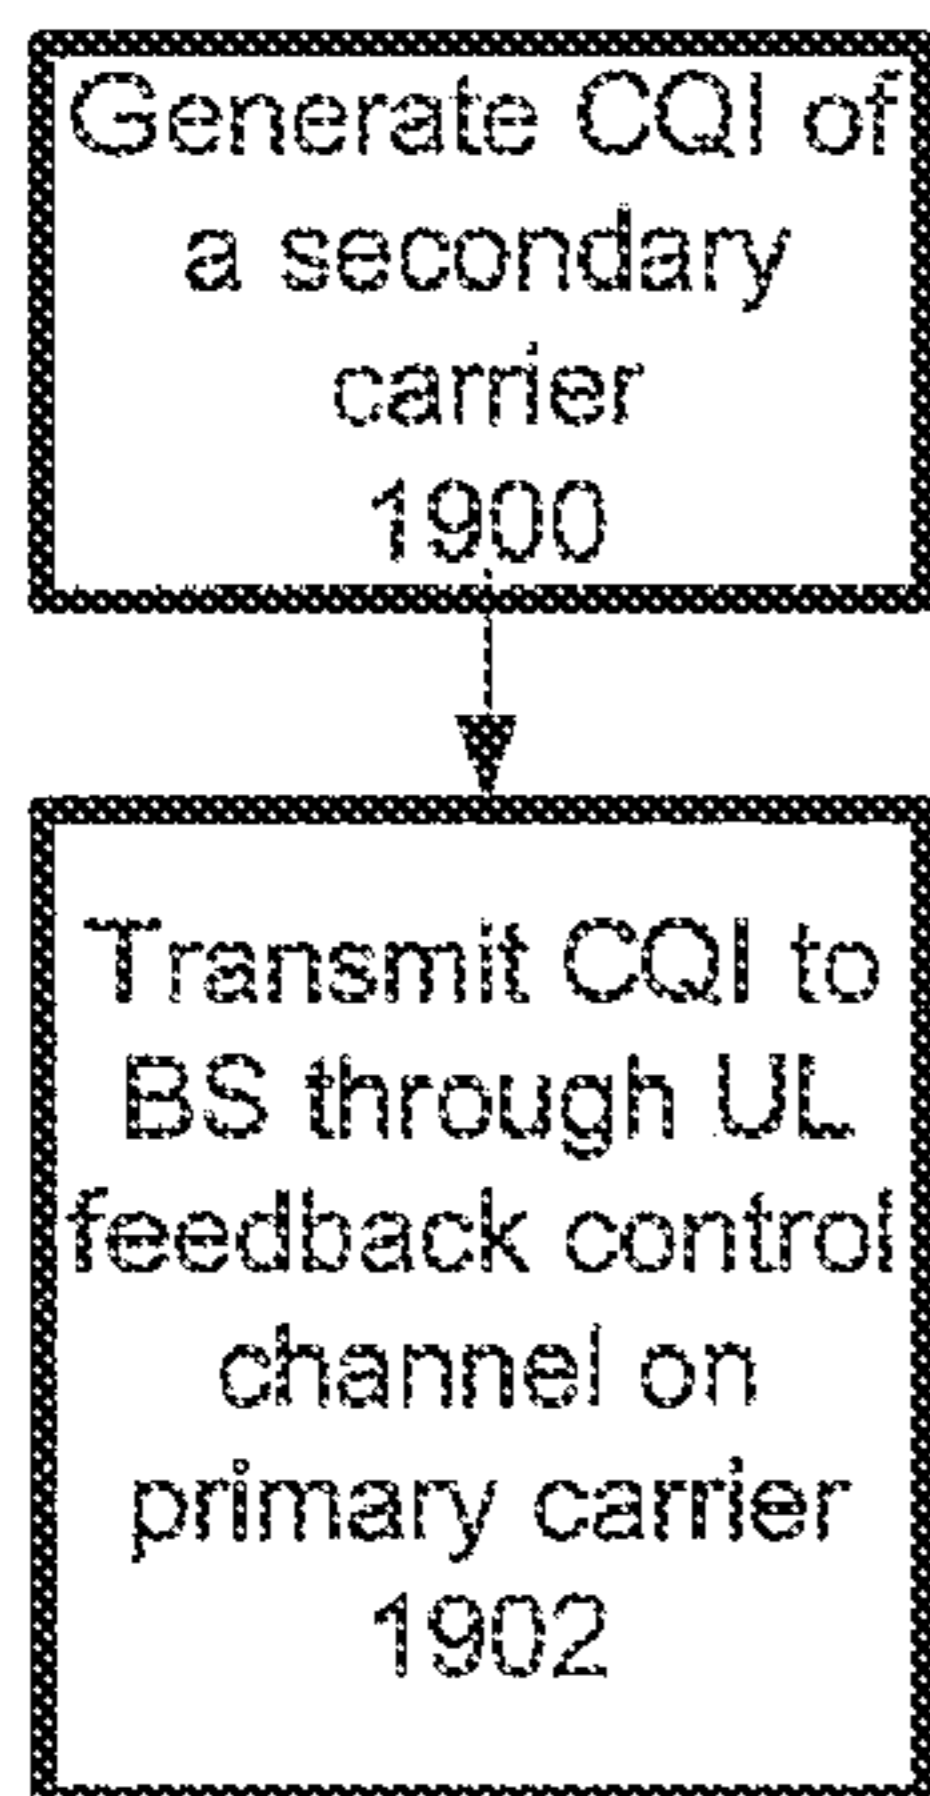 Generate CQI of
a secondary
carrier
1900
Transmit CQI to
BS through UL
feedback control
channel on
primary carrier
1902